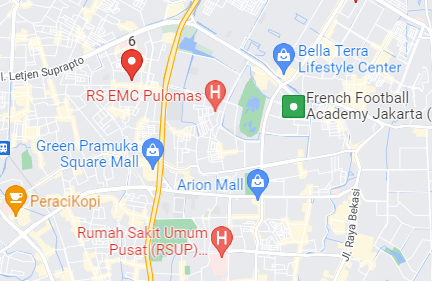 6
l. Letjen Suprapto
Bella Terra
Lifestyle Center
RS EMC Pulomas
H
French Football
Academy Jakarta (
Green Pramuka
Square Mall
Arion Mall
PeraciKopi
Jl. Raya Bekasi
Rumah Sakit Umum
Pusat (RSUP)...
H